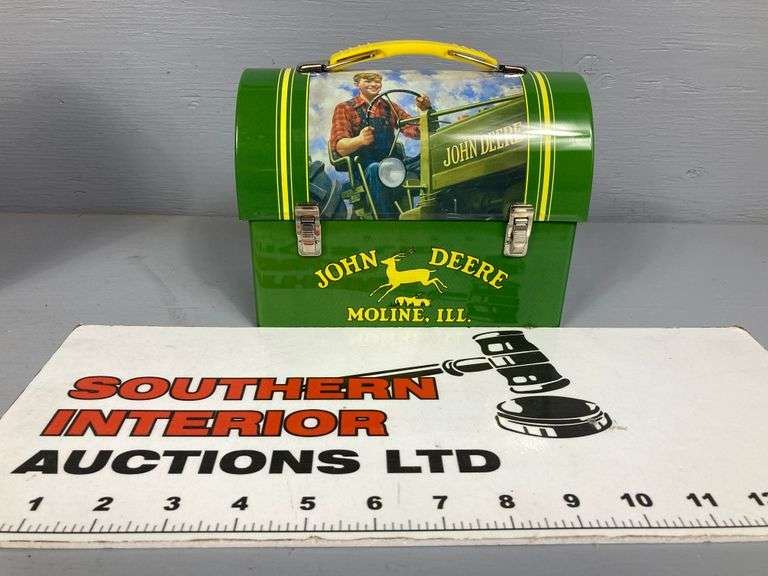 JOHN DEERE
JOHN DEERE
MOLINE, ILL.
SOUTHERN
INTERIOR
AUCTIONS LTD
1 2 3 4 5 6 7 8 9 10 11 12